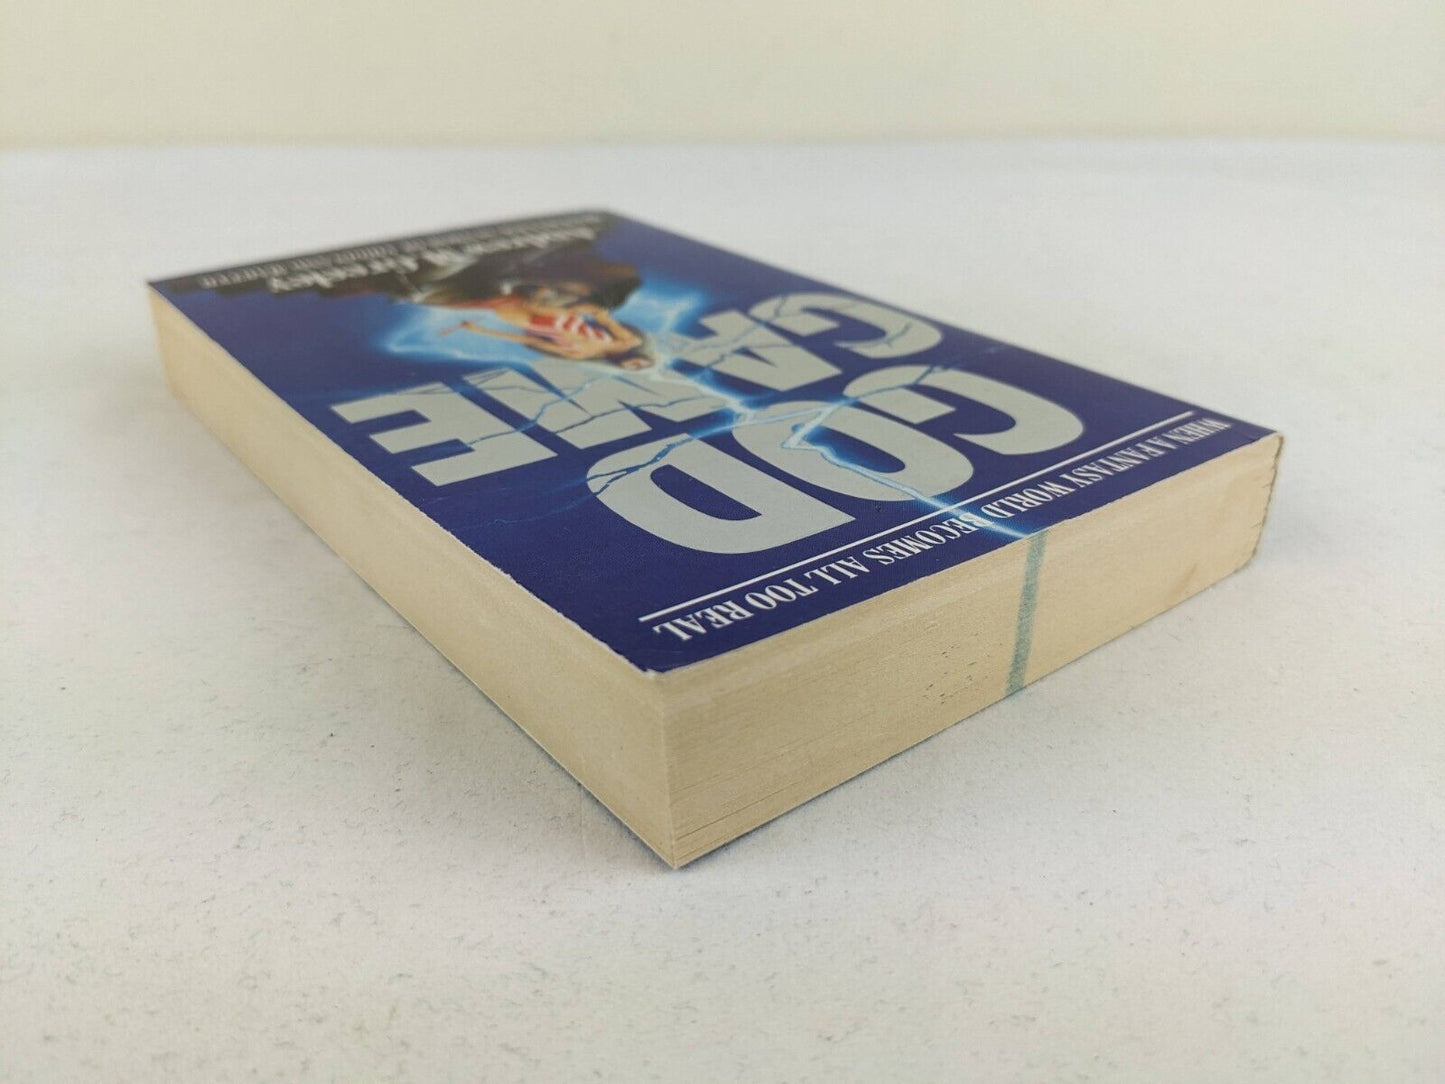 WHEN A FANTASY WORLD BECOMES ALL TOO REAL
GOD
GAME
Andrew M. Greeley